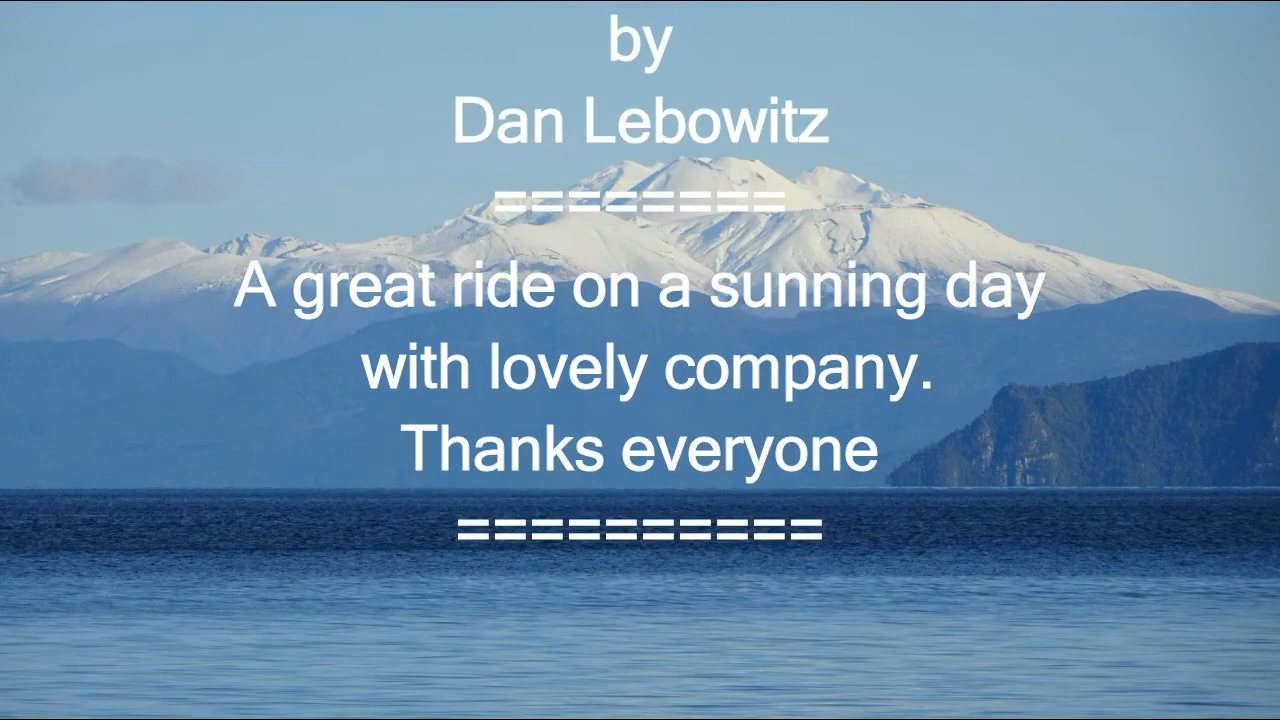 by
Dan Lebowitz
========
A great ride on a sunning day
with lovely company.
Thanks everyone
==========